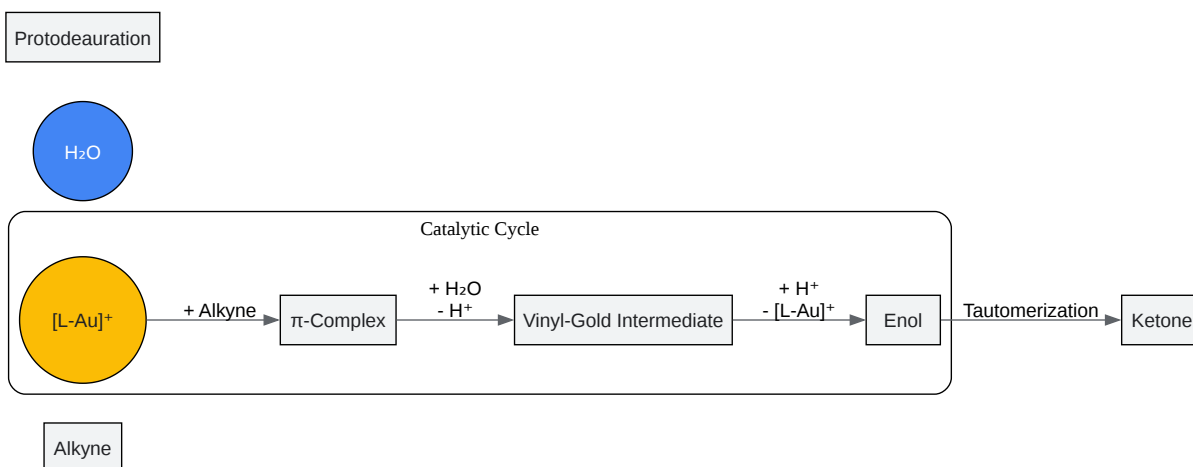 Protodeauration
H₂O
Catalytic Cycle
[L-Au]⁺
+ Alkyne
π-Complex
+ H₂O
- H⁺
Vinyl-Gold Intermediate
+ H⁺
- [L-Au]⁺
Enol
Tautomerization
Ketone
Alkyne